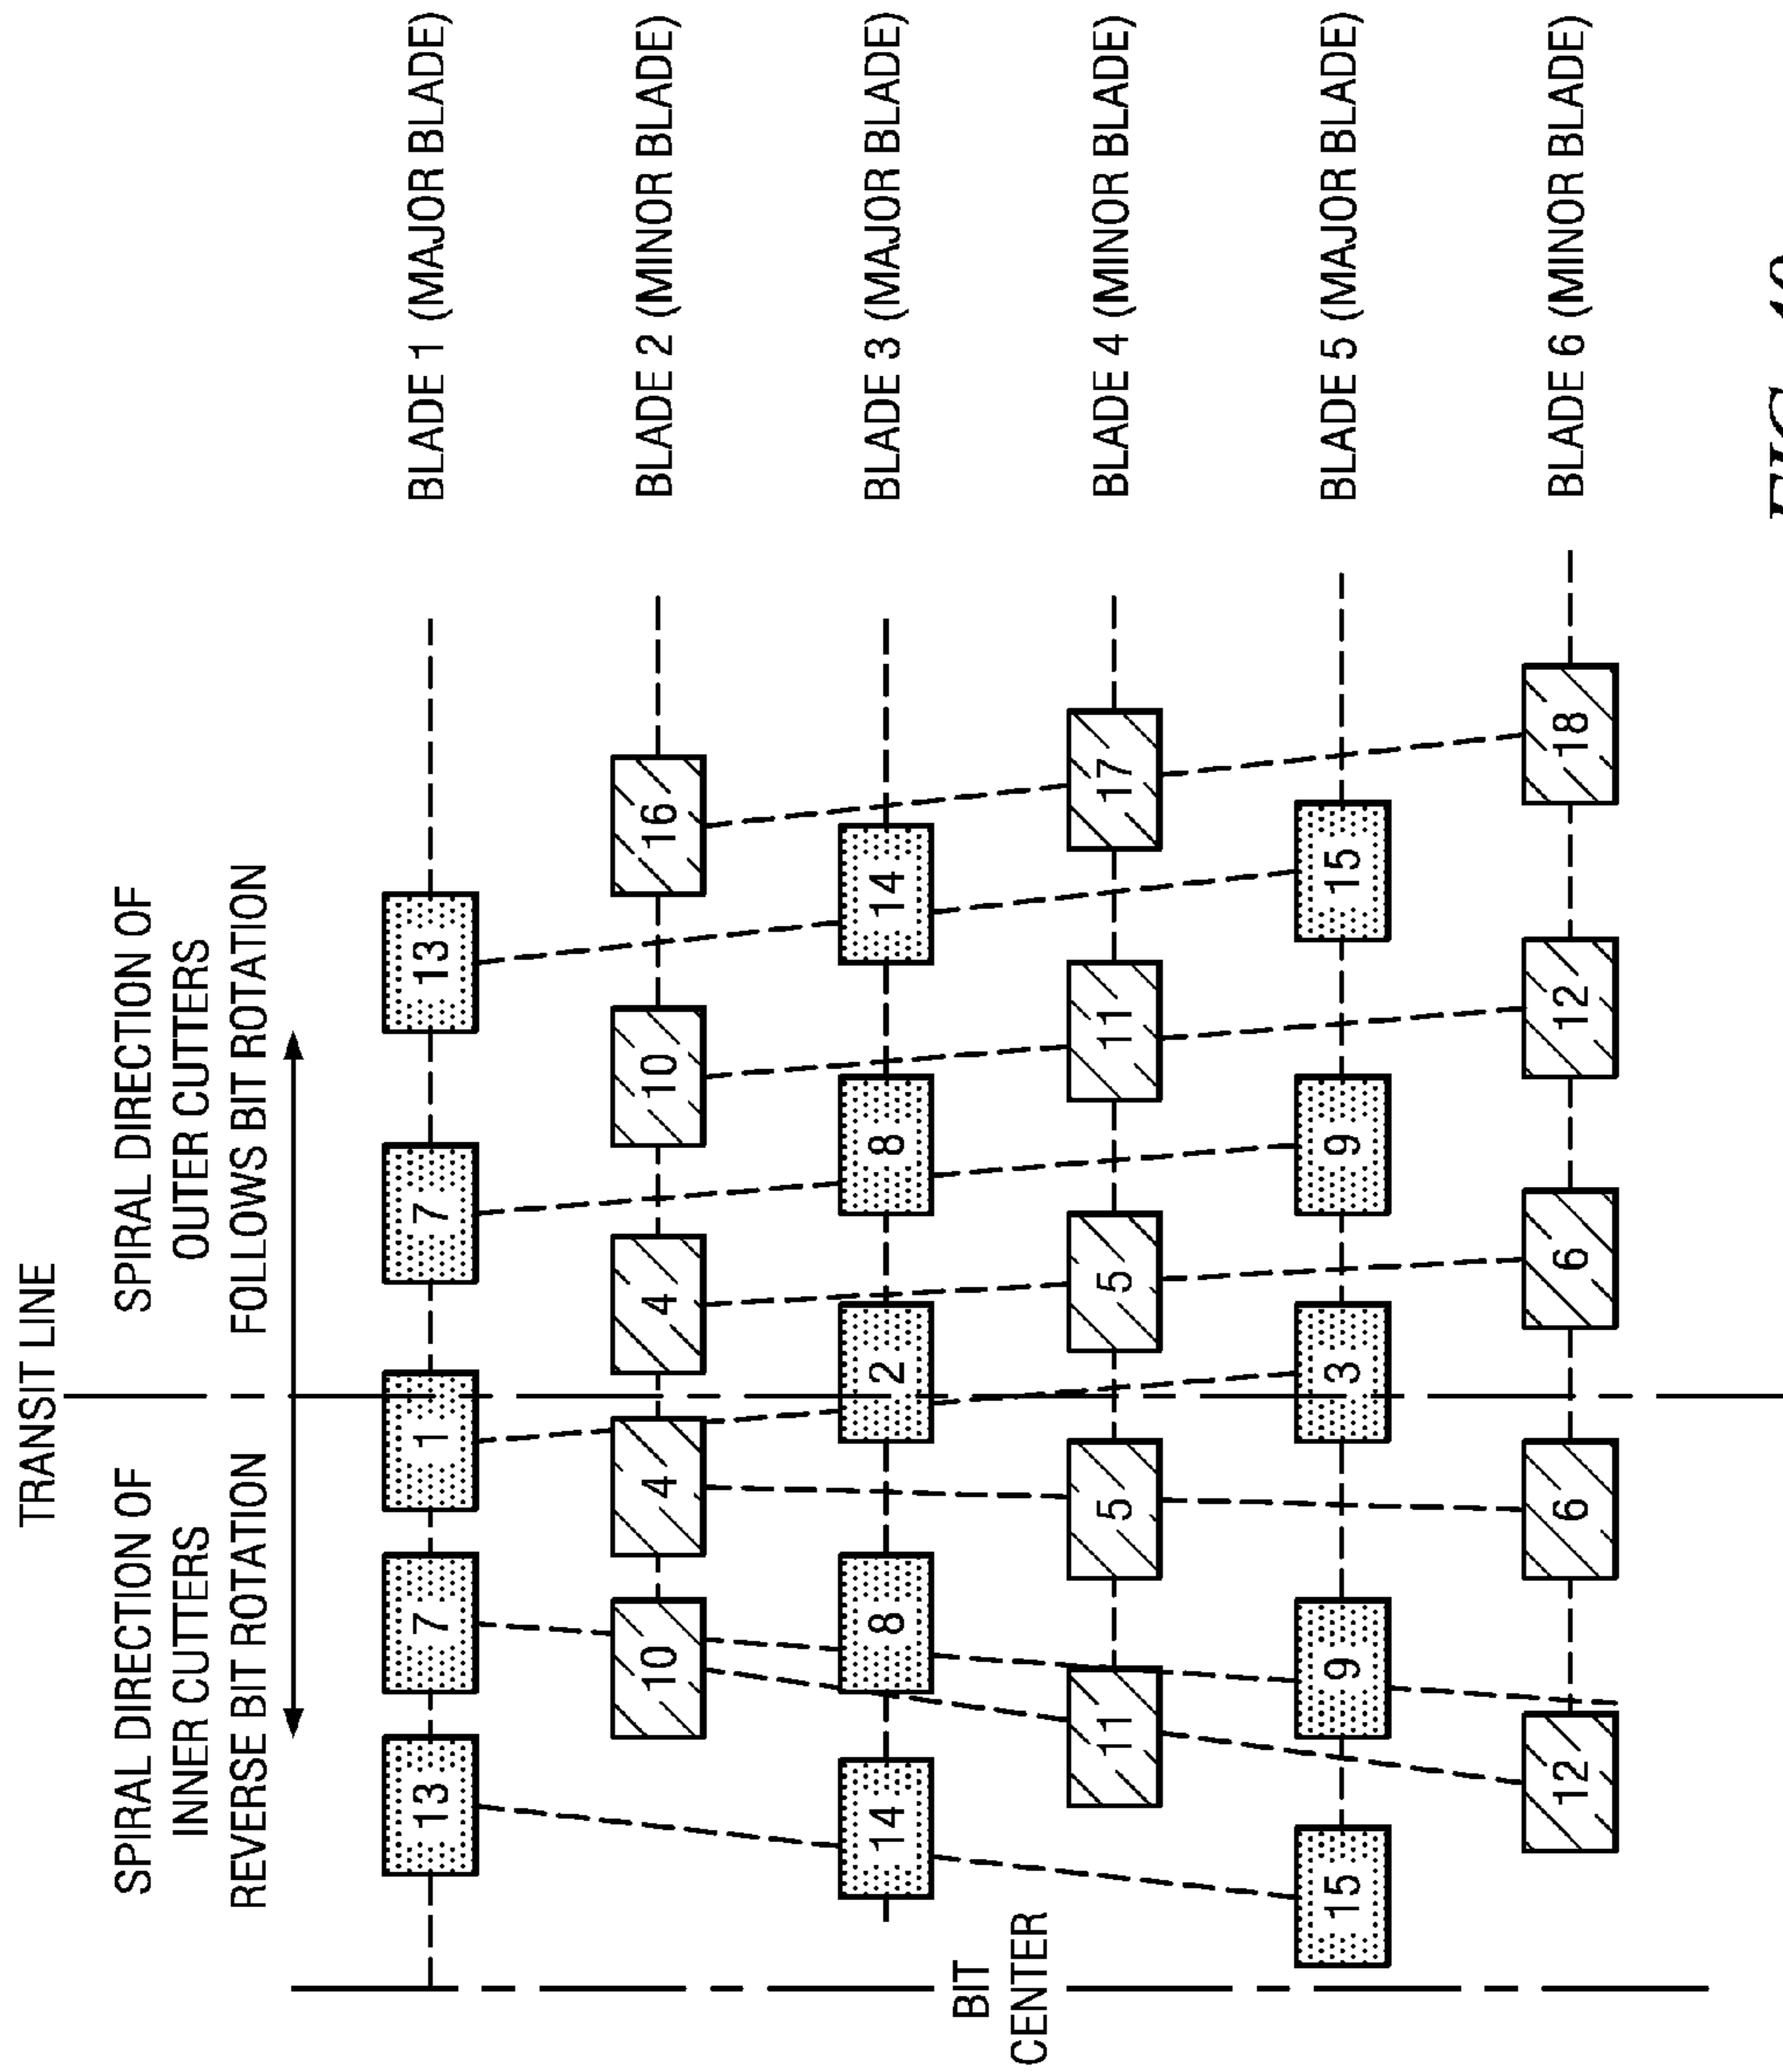 TRANSIT LINE
SPIRAL DIRECTION OF
INNER CUTTERS
REVERSE BIT ROTATION
SPIRAL DIRECTION OF
OUTER CUTTERS
FOLLOWS BIT ROTATION
13 7 1 7 13 BLADE 1 (MAJOR BLADE)
10 4 4 10 16 BLADE 2 (MINOR BLADE)
14 8 2 8 14 BLADE 3 (MAJOR BLADE)
BIT
CENTER
11 5 5 11 17 BLADE 4 (MINOR BLADE)
15 9 3 9 15 BLADE 5 (MAJOR BLADE)
12 6 6 12 18 BLADE 6 (MINOR BLADE)
FIG.